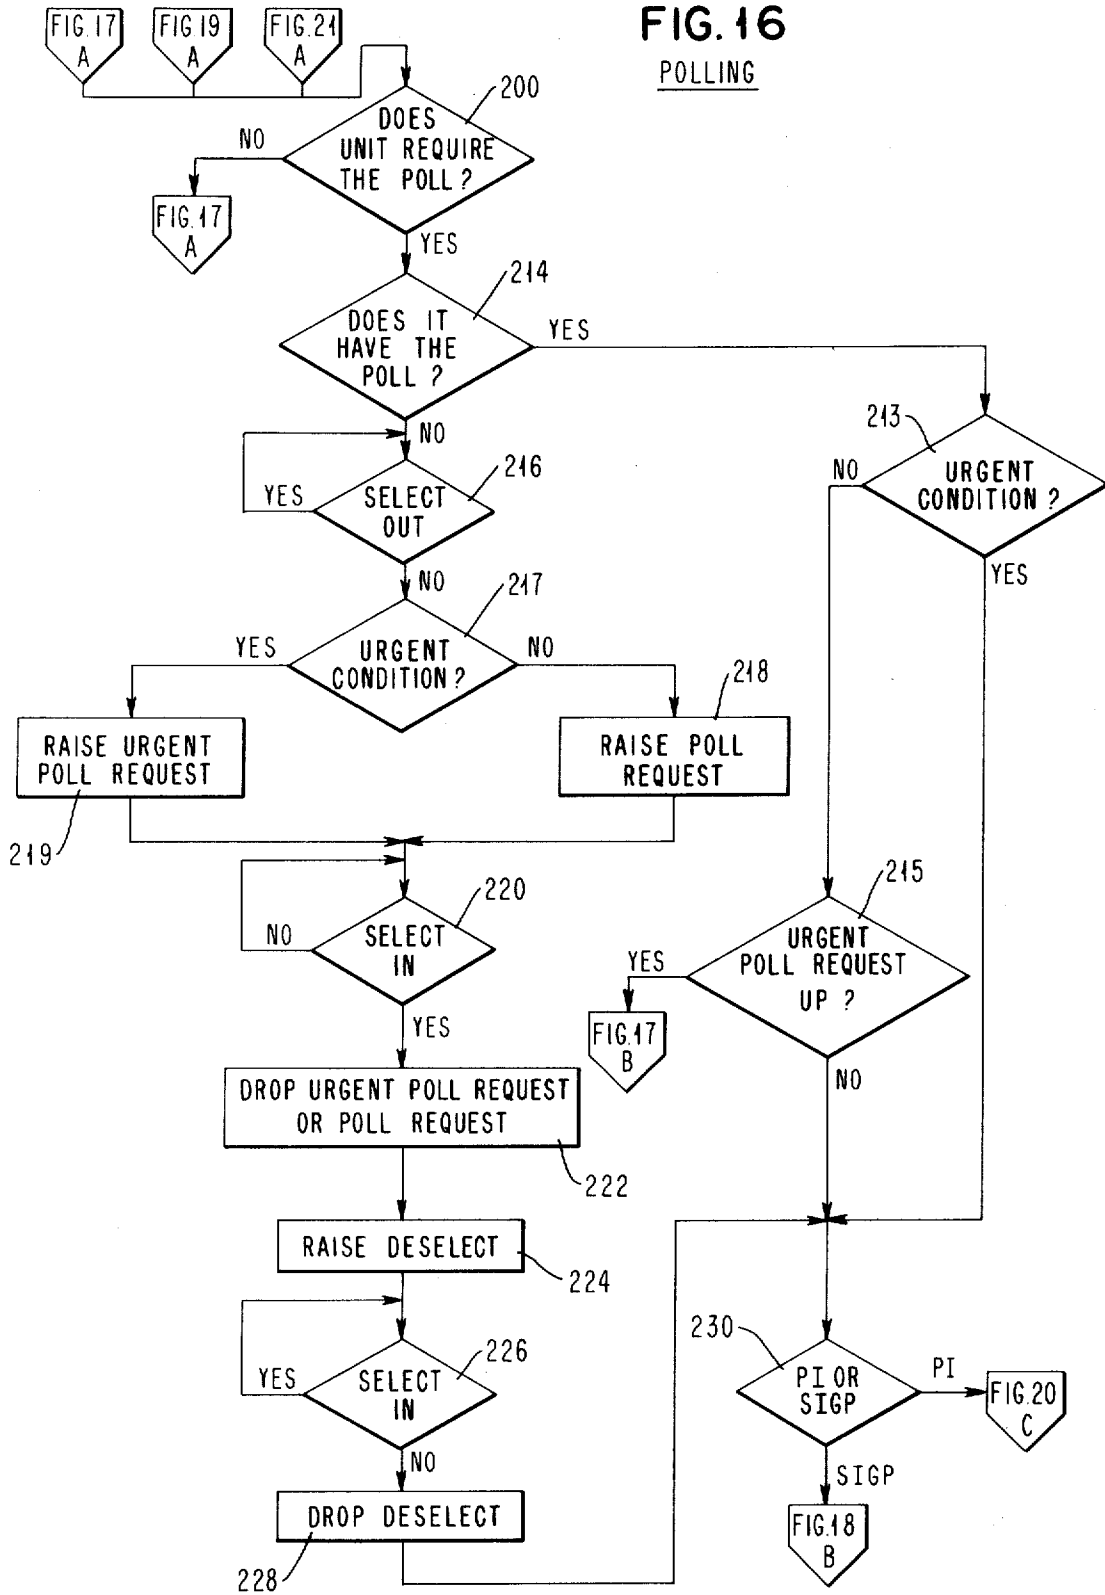 FIG. 16
POLLING
FIG. 17
A
FIG. 19
A
FIG. 21
A
200
DOES
UNIT REQUIRE
THE POLL ?
NO
FIG. 17
A
YES
214
DOES IT
HAVE THE
POLL ?
YES
NO
213
URGENT
CONDITION ?
NO
YES
216
SELECT
OUT
YES
NO
217
URGENT
CONDITION?
YES
NO
218
RAISE URGENT
POLL REQUEST
RAISE POLL
REQUEST
219
220
SELECT
IN
NO
YES
215
URGENT
POLL REQUEST
UP ?
YES
FIG. 17
B
NO
DROP URGENT POLL REQUEST
OR POLL REQUEST
222
RAISE DESELECT
224
226
SELECT
IN
YES
NO
230
PI OR
SIGP
PI
FIG. 20
C
SIGP
FIG. 18
B
DROP DESELECT
228